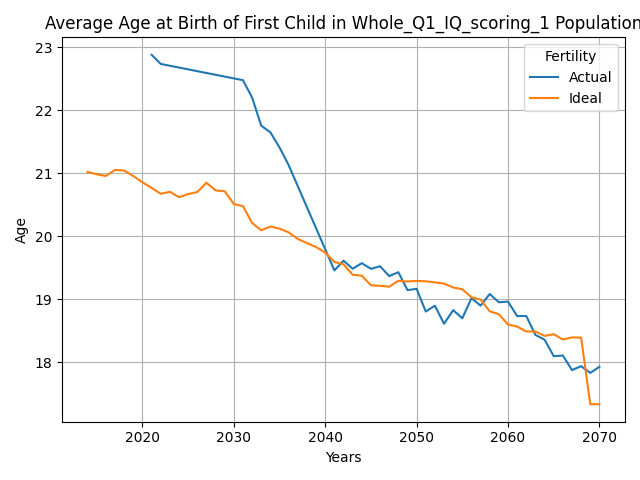 Average Age at Birth of First Child in Whole_Q1_IQ_scoring_1 Population
Fertility
Actual
Ideal
23
22
21
20
19
18
Age
2020 2030 2040 2050 2060 2070
Years